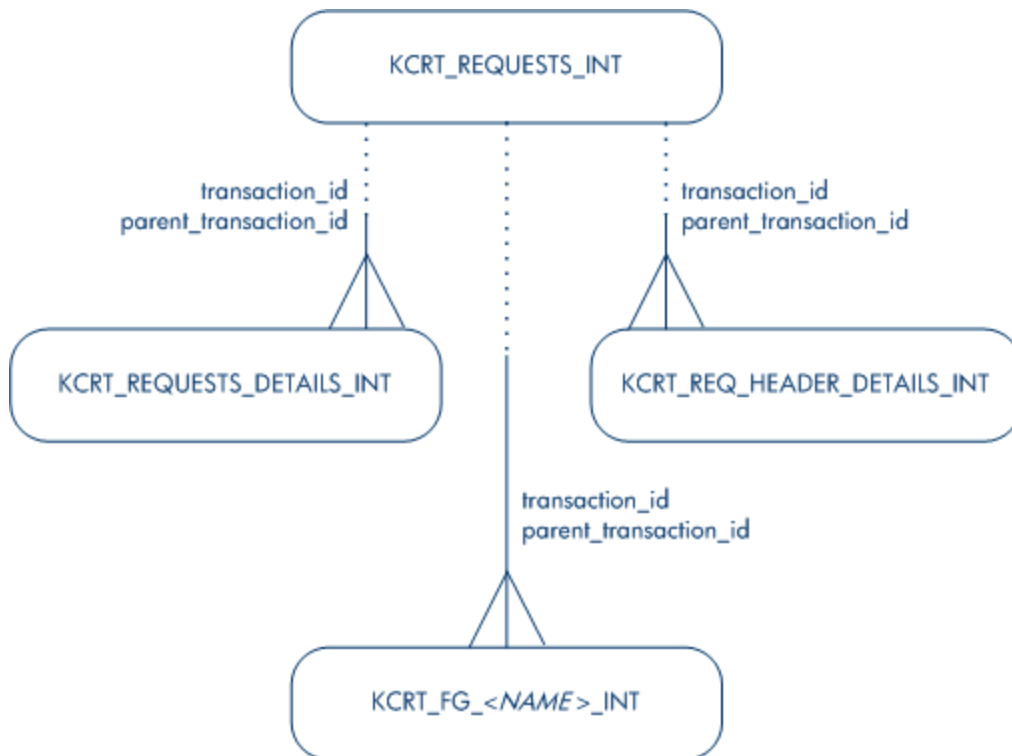 KCRT_REQUESTS_INT
transaction_id
parent_transaction_id
transaction_id
parent_transaction_id
KCRT_REQUESTS_DETAILS_INT
KCRT_REQ_HEADER_DETAILS_INT
transaction_id
parent_transaction_id
KCRT_FG_<NAME>_INT